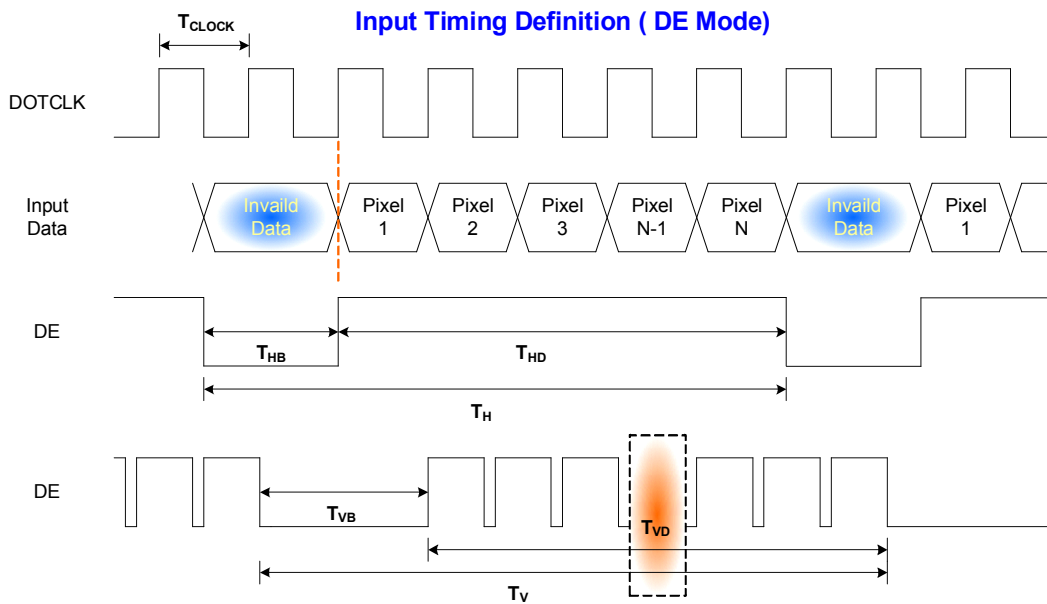 Input Timing Definition ( DE Mode)
TCLOCK
DOTCLK
Input
Data
Invaild
Data
Pixel
1
Pixel
2
Pixel
3
Pixel
N-1
Pixel
N
Invaild
Data
Pixel
1
DE
THB
THD
TH
DE
TVB
TVD
TV